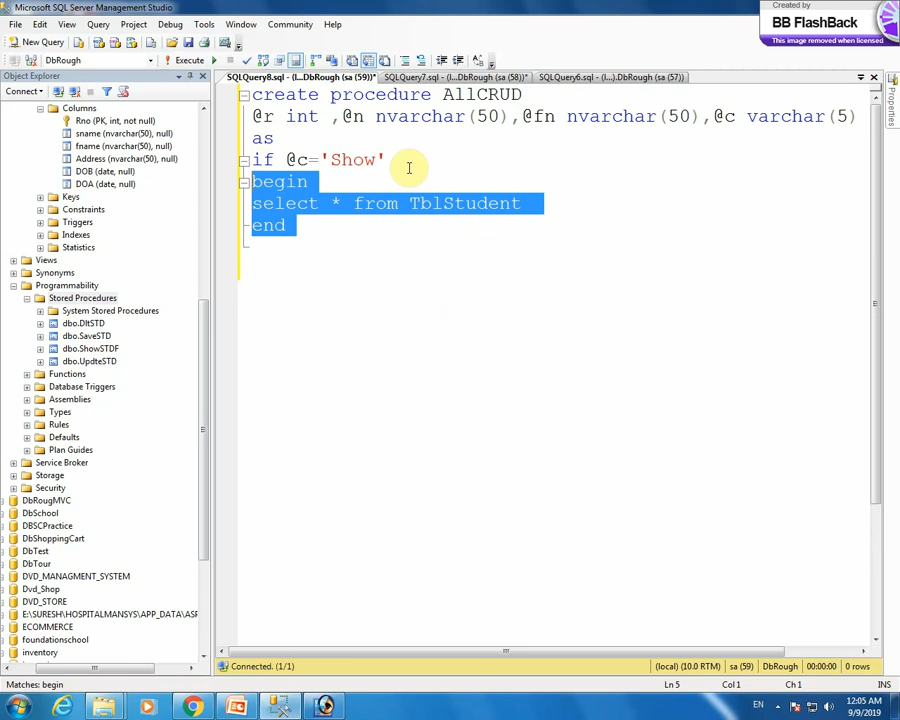 Microsoft SQL Server Management Studio
Created by
BB FlashBack
This image removed when licensed
File Edit View Query Project Debug Tools Window Community Help
New Query
DbRough Execute
Object Explorer
SQLQuery8.sql - (l...DbRough (sa (59))* SQLQuery7.sql - (l...DbRough (sa (58))* SQLQuery6.sql - (l...).DbRough (sa (57))
Properties
Connect
Columns
Rno (PK, int, not null)
sname (nvarchar(50), null)
fname (nvarchar(50), null)
Address (nvarchar(50), null)
DOB (date, null)
DOA (date, null)
Keys
Constraints
Triggers
Indexes
Statistics
Views
Synonyms
Programmability
Stored Procedures
System Stored Procedures
dbo.DltSTD
dbo.SaveSTD
dbo.ShowSTDF
dbo.UpdteSTD
Functions
Database Triggers
Assemblies
Types
Rules
Defaults
Plan Guides
Service Broker
Storage
Security
DbRougMVC
DbSchool
DBSCPractice
DbShoppingCart
DbTest
DbTour
DVD_MANAGMENT_SYSTEM
Dvd_Shop
DVD_STORE
E:\SURESH\HOSPITALMANSYS\APP_DATA\ASP
ECOMMERCE
foundationschool
inventory
create procedure AllCRUD
@r int ,@n nvarchar(50),@fn nvarchar(50),@c varchar(5)
as
if @c='Show'
begin
select * from TblStudent
end
Connected. (1/1) (local) (10.0 RTM) sa (59) DbRough 00:00:00 0 rows
Matches: begin Ln 5 Col 1 Ch 1 INS
EN 12:05 AM
9/9/2019